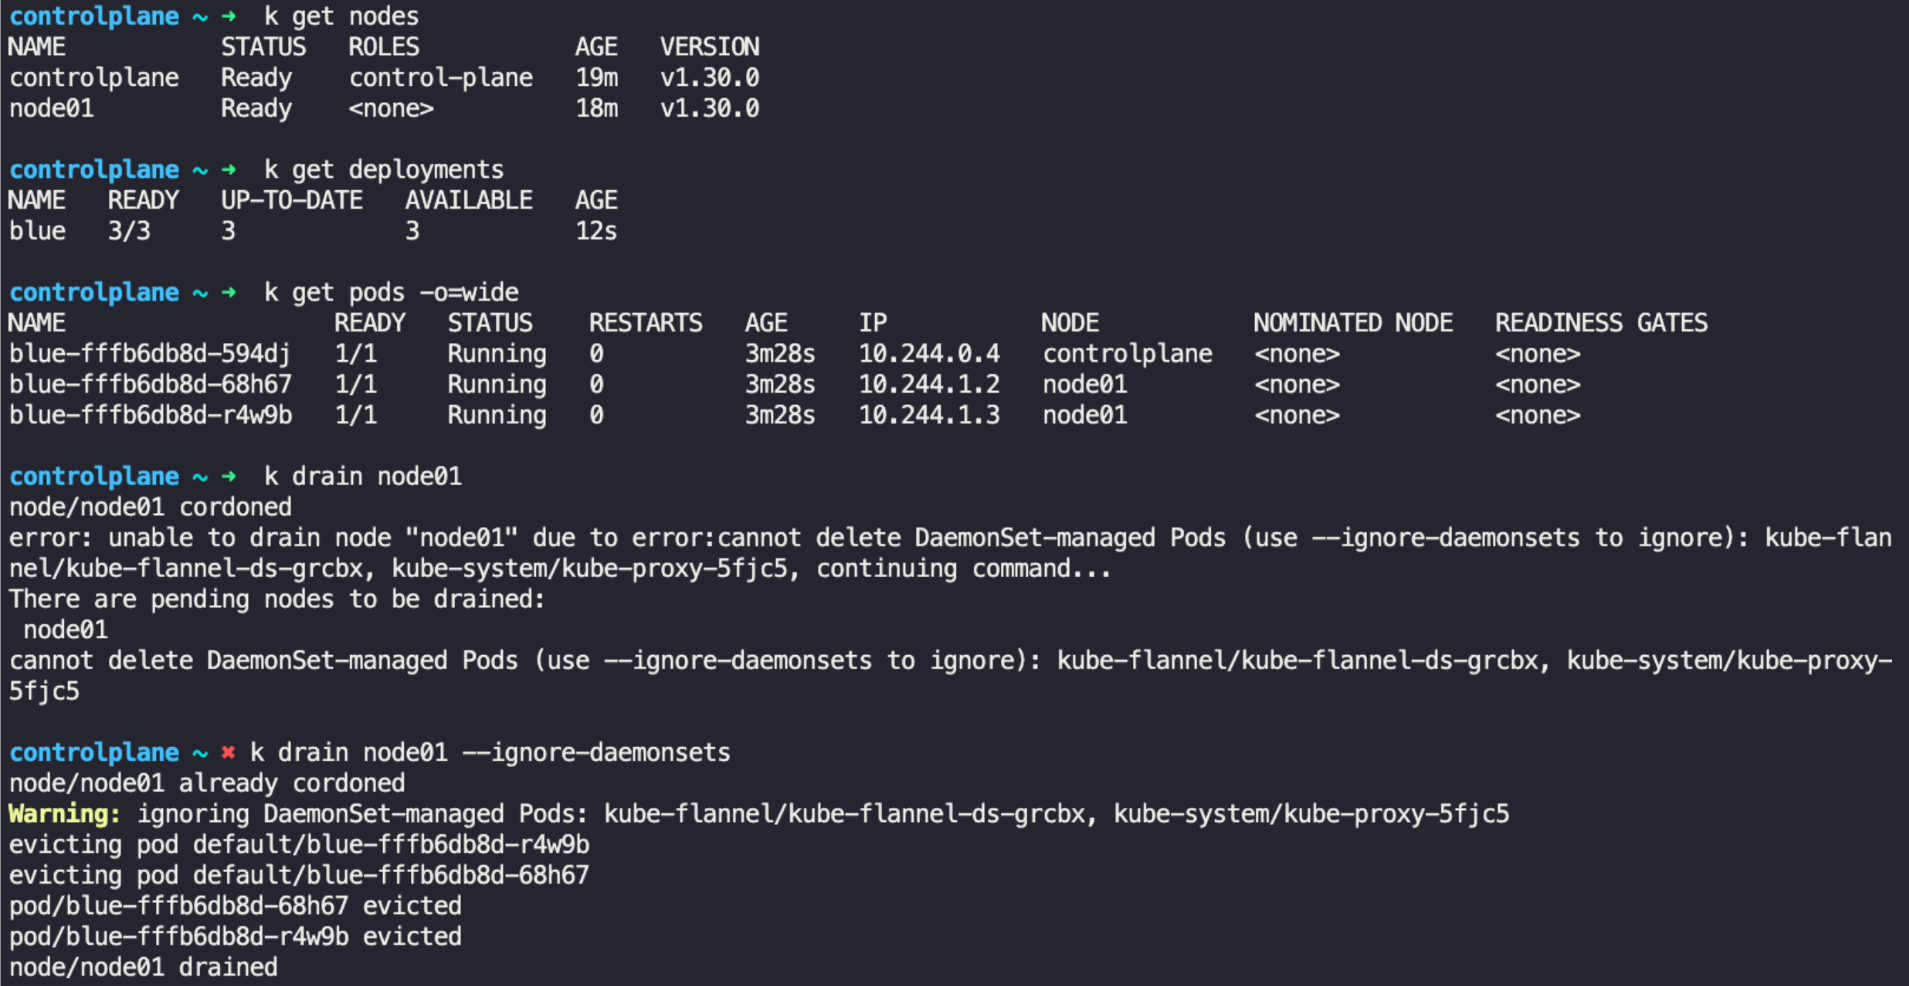 controlplane ~ ➜  k get nodes
NAME           STATUS   ROLES           AGE   VERSION
controlplane   Ready    control-plane   19m   v1.30.0
node01         Ready    <none>          18m   v1.30.0
controlplane ~ ➜  k get deployments
NAME   READY   UP-TO-DATE   AVAILABLE   AGE
blue   3/3     3            3           12s
controlplane ~ ➜  k get pods -o=wide
NAME                   READY   STATUS    RESTARTS   AGE     IP           NODE           NOMINATED NODE   READINESS GATES
blue-fffb6db8d-594dj   1/1     Running   0          3m28s   10.244.0.4   controlplane   <none>           <none>
blue-fffb6db8d-68h67   1/1     Running   0          3m28s   10.244.1.2   node01         <none>           <none>
blue-fffb6db8d-r4w9b   1/1     Running   0          3m28s   10.244.1.3   node01         <none>           <none>
controlplane ~ ➜  k drain node01
node/node01 cordoned
error: unable to drain node "node01" due to error:cannot delete DaemonSet-managed Pods (use --ignore-daemonsets to ignore): kube-flan
nel/kube-flannel-ds-grcbx, kube-system/kube-proxy-5fjc5, continuing command...
There are pending nodes to be drained:
 node01
cannot delete DaemonSet-managed Pods (use --ignore-daemonsets to ignore): kube-flannel/kube-flannel-ds-grcbx, kube-system/kube-proxy-
5fjc5
controlplane ~ ✖ k drain node01 --ignore-daemonsets
node/node01 already cordoned
Warning: ignoring DaemonSet-managed Pods: kube-flannel/kube-flannel-ds-grcbx, kube-system/kube-proxy-5fjc5
evicting pod default/blue-fffb6db8d-r4w9b
evicting pod default/blue-fffb6db8d-68h67
pod/blue-fffb6db8d-68h67 evicted
pod/blue-fffb6db8d-r4w9b evicted
node/node01 drained